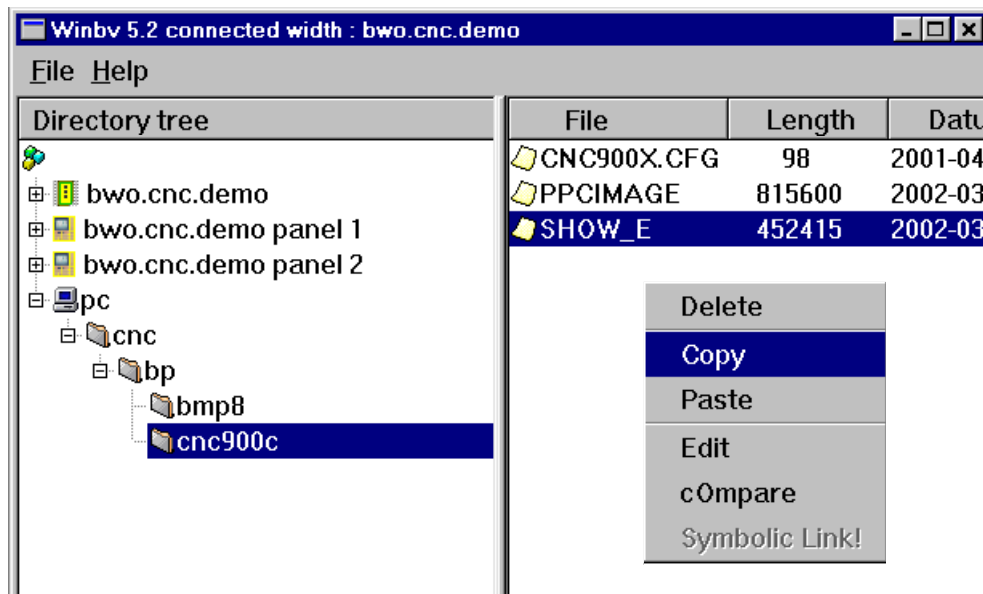 Winbv 5.2 connected width : bwo.cnc.demo
File Help
Directory tree
File Length Datu
CNC900X.CFG 98 2001-04
PPCIMAGE 815600 2002-03
SHOW_E 452415 2002-03
bwo.cnc.demo
bwo.cnc.demo panel 1
bwo.cnc.demo panel 2
pc
cnc
bp
bmp8
cnc900c
Delete
Copy
Paste
Edit
cOmpare
Symbolic Link!